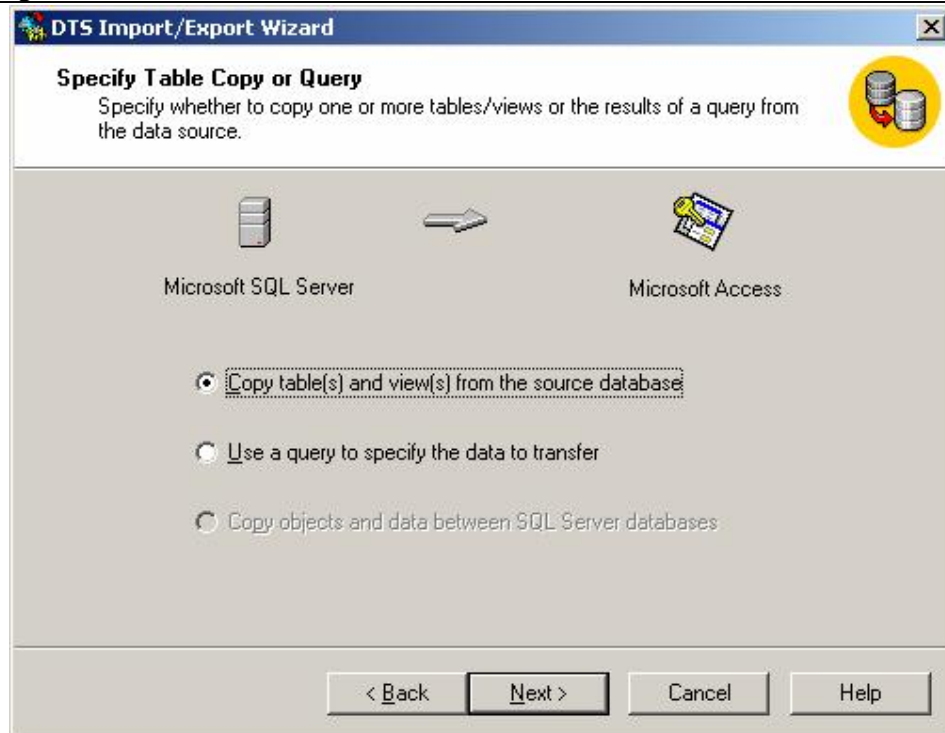 DTS Import/Export Wizard
Specify Table Copy or Query
Specify whether to copy one or more tables/views or the results of a query from
the data source.
Microsoft SQL Server
Microsoft Access
Copy table(s) and view(s) from the source database
Use a query to specify the data to transfer
Copy objects and data between SQL Server databases
< Back
Next >
Cancel
Help